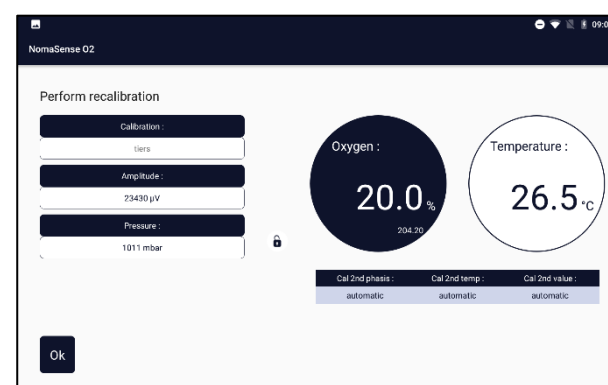 09:0
NomaSense O2
Perform recalibration
Calibration :
tiers
Amplitude :
23430 µV
Pressure :
1011 mbar
Oxygen :
20.0 %
204.20
Temperature :
26.5 °C
Cal 2nd phasis : Cal 2nd temp : Cal 2nd value :
automatic automatic automatic
Ok